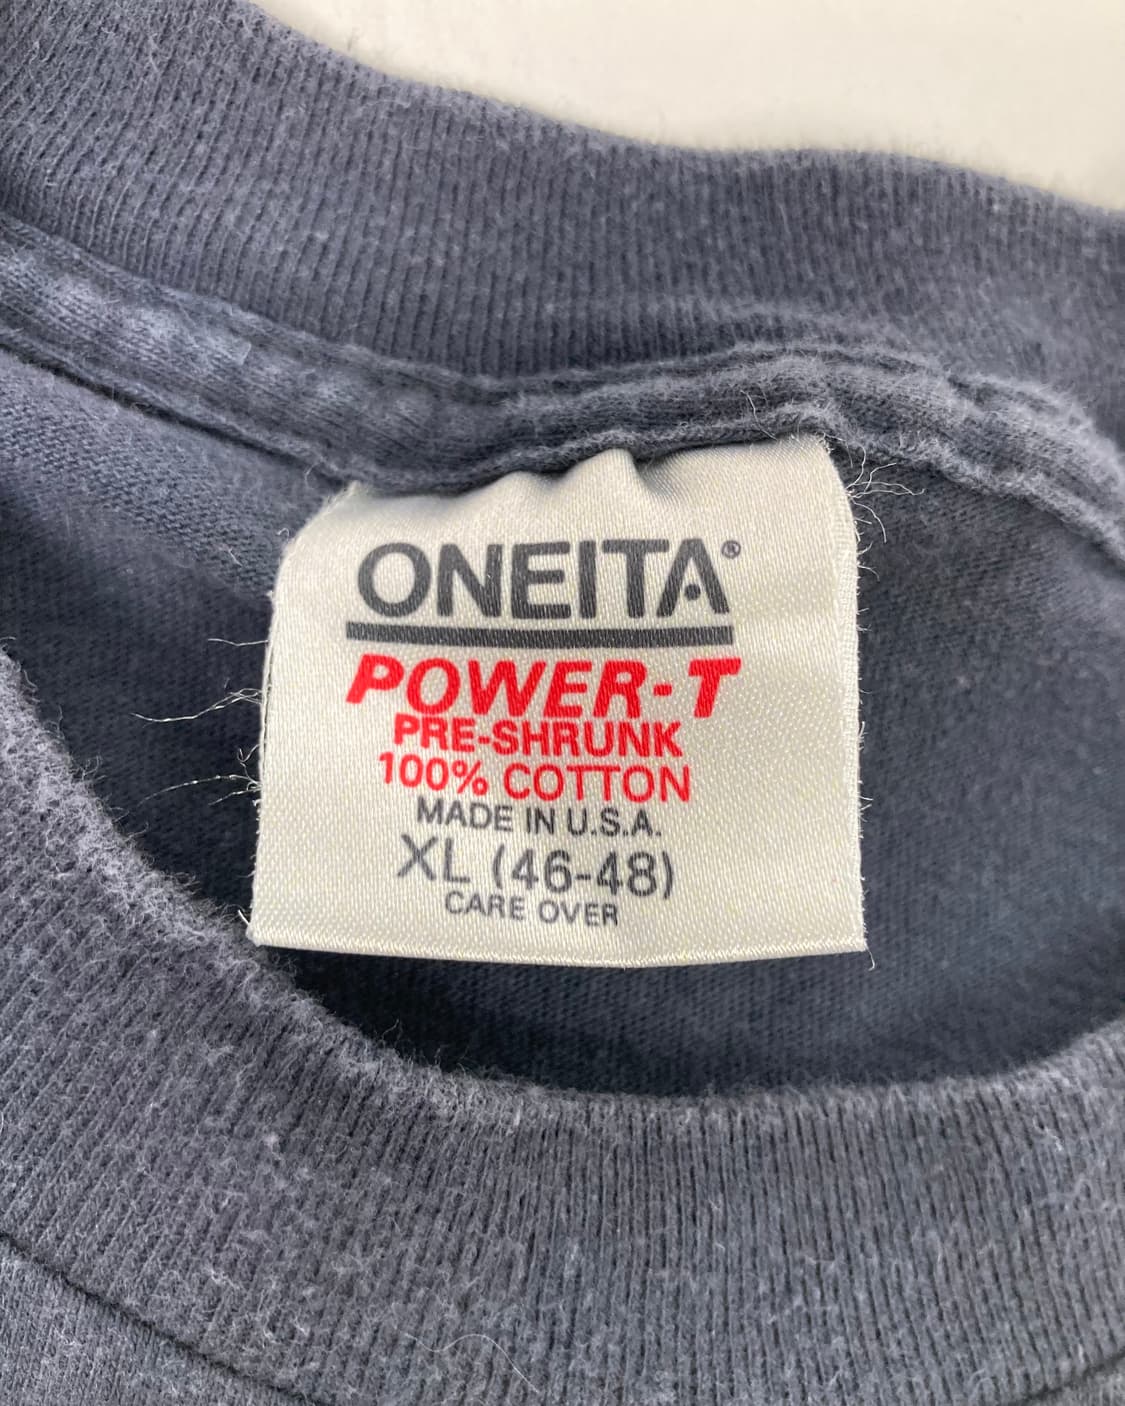 ONEITA®
POWER-T
PRE-SHRUNK
100% COTTON
MADE IN U.S.A.
XL (46-48)
CARE OVER